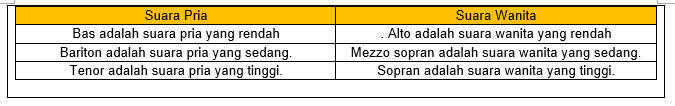 Suara Pria Suara Wanita
Bas adalah suara pria yang rendah . Alto adalah suara wanita yang rendah
Bariton adalah suara pria yang sedang. Mezzo sopran adalah suara wanita yang sedang.
Tenor adalah suara pria yang tinggi. Sopran adalah suara wanita yang tinggi.